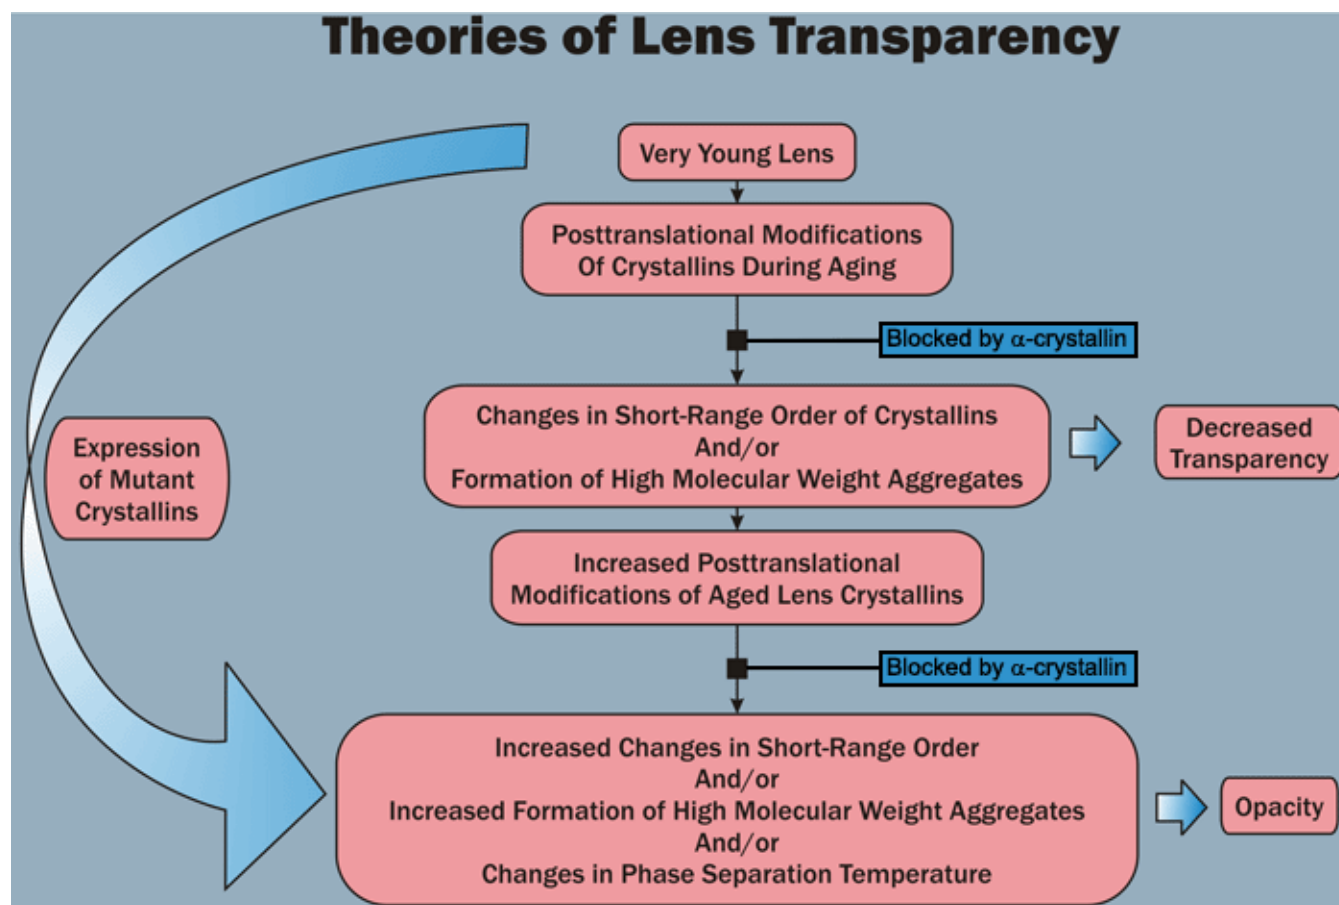 Theories of Lens Transparency
Very Young Lens
Posttranslational Modifications
Of Crystallins During Aging
Blocked by α-crystallin
Changes in Short-Range Order of Crystallins
And/or
Formation of High Molecular Weight Aggregates
Decreased
Transparency
Expression
of Mutant
Crystallins
Increased Posttranslational
Modifications of Aged Lens Crystallins
Blocked by α-crystallin
Increased Changes in Short-Range Order
And/or
Increased Formation of High Molecular Weight Aggregates
And/or
Changes in Phase Separation Temperature
Opacity